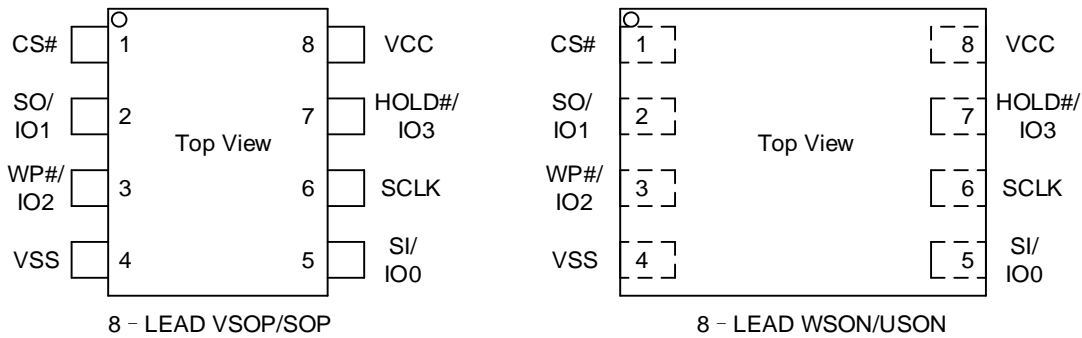 CS#
1
8
VCC
SO/
IO1
2
7
HOLD#/
IO3
Top View
WP#/
IO2
3
6
SCLK
VSS
4
5
SI/
IO0
8 - LEAD VSOP/SOP
CS#
1
8
VCC
SO/
IO1
2
7
HOLD#/
IO3
Top View
WP#/
IO2
3
6
SCLK
VSS
4
5
SI/
IO0
8 - LEAD WSON/USON